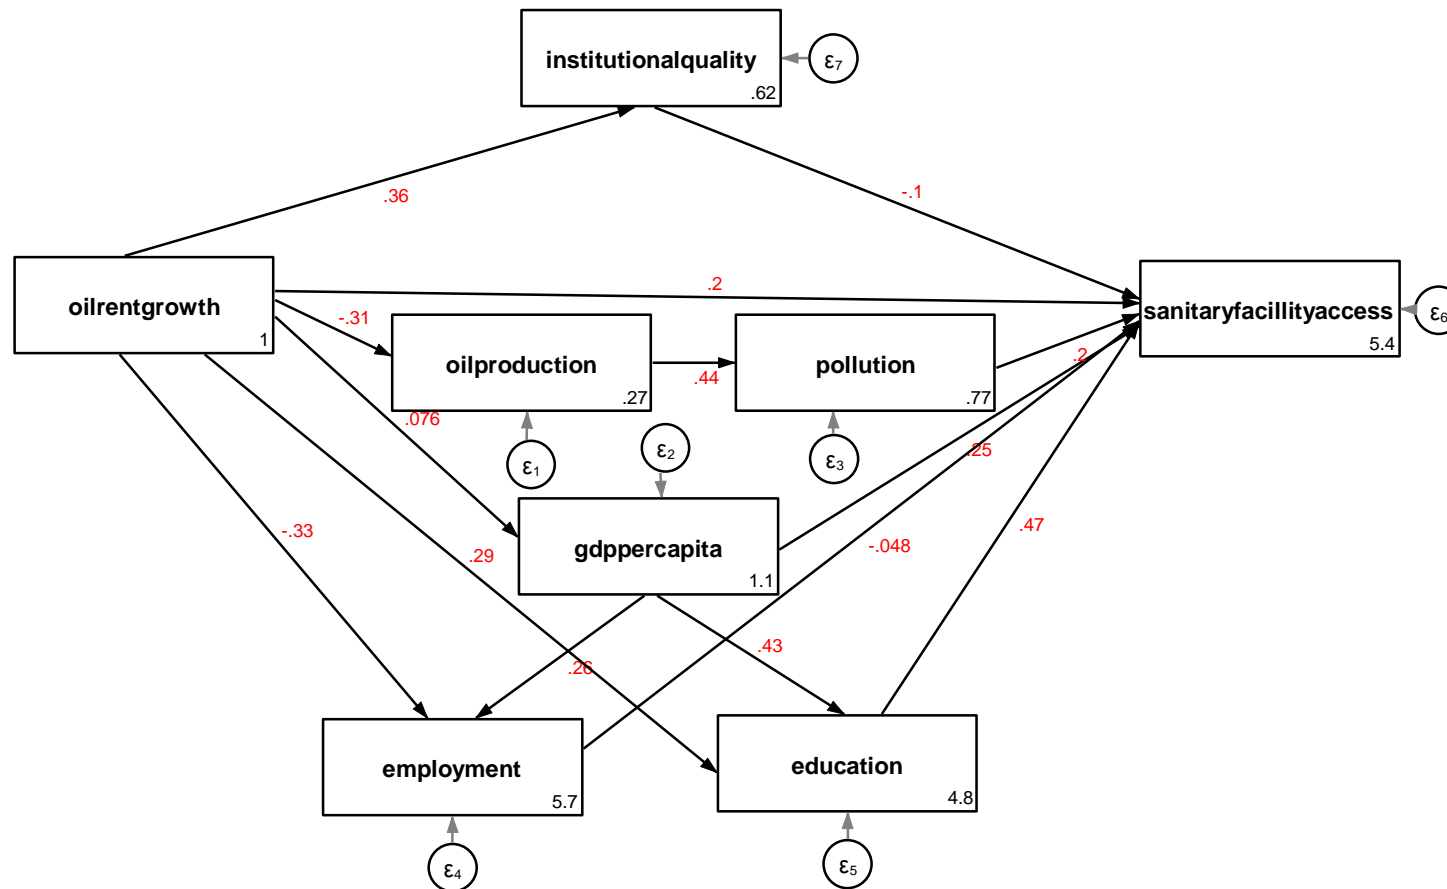 institutionalquality
.62
ε7
.36
-.1
oilrentgrowth
1
.2
sanitaryfacillityaccess
5.4
ε6
-.31
oilproduction
.27
.44
pollution
.77
.2
.076
ε1
ε2
ε3
.25
gdppercapita
1.1
-.33
.29
-.048
.47
.26
.43
employment
5.7
education
4.8
ε4
ε5